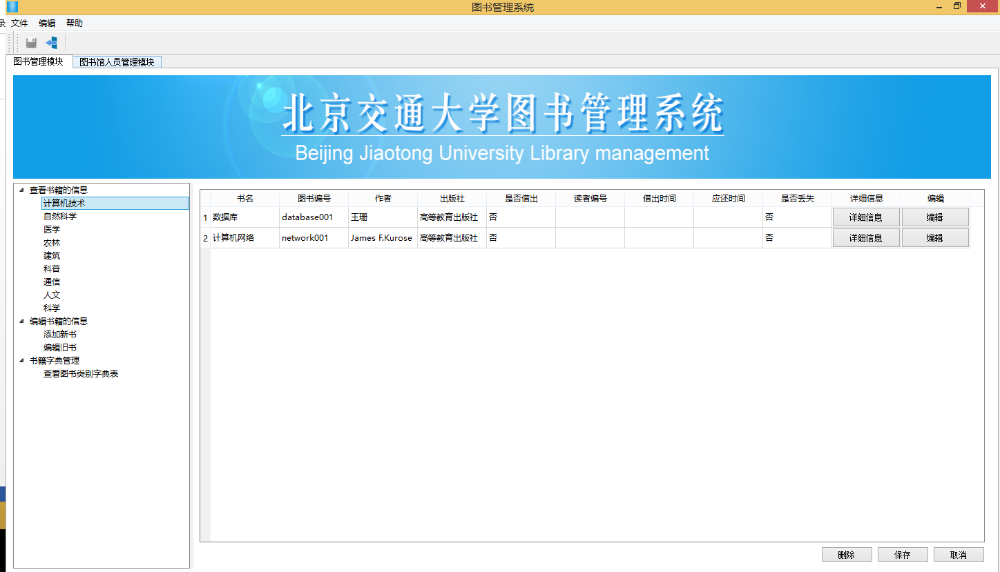 图书管理系统
文件 编辑 帮助
图书管理模块 图书馆人员管理模块
北京交通大学图书管理系统
Beijing Jiaotong University Library management
查看书籍的信息
计算机技术
自然科学
医学
农林
建筑
科普
通信
人文
科学
编辑书籍的信息
添加新书
编辑旧书
书籍字典管理
查看图书类别字典表
书名 图书编号 作者 出版社 是否借出 读者编号 借出时间 应还时间 是否丢失 详细信息 编辑
1 数据库 database001 王珊 高等教育出版社 否 否 详细信息 编辑
2 计算机网络 network001 James F.Kurose 高等教育出版社 否 否 详细信息 编辑
删除 保存 取消